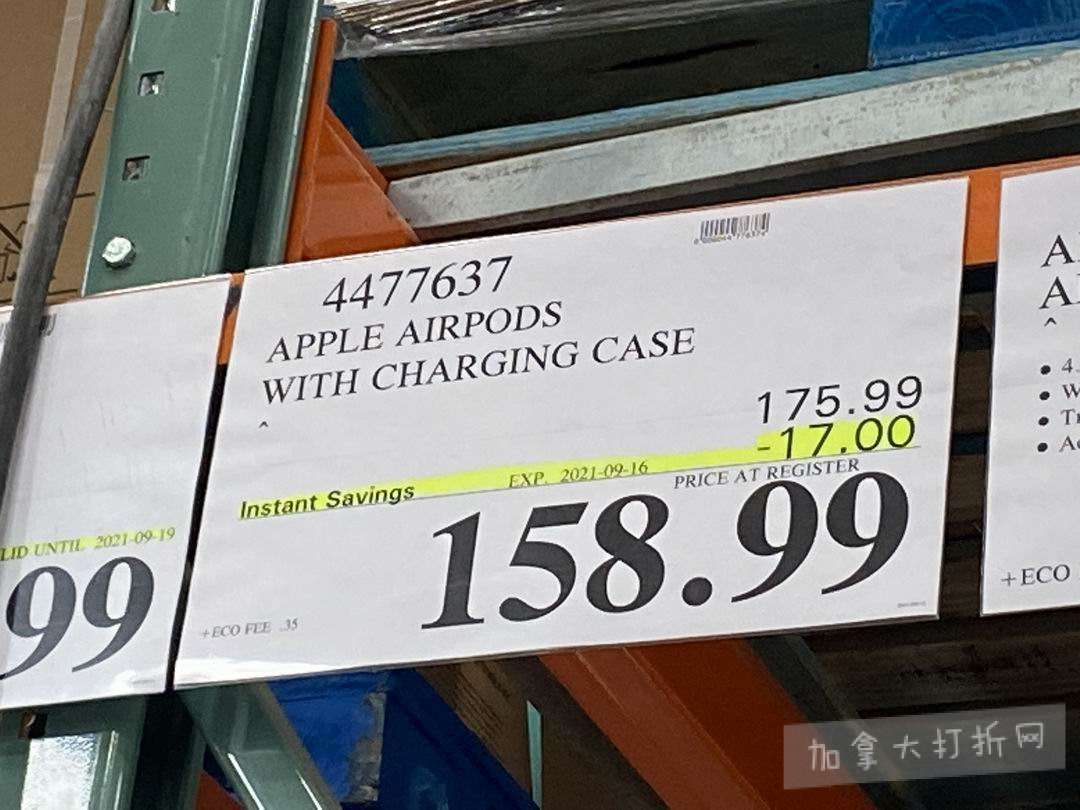 4477637
APPLE AIRPODS
WITH CHARGING CASE
^
175.99
-17.00
Instant Savings EXP. 2021-09-16 PRICE AT REGISTER
158.99
+ECO FEE .35
LID UNTIL 2021-09-19
99
A
A
^
• 4
• W
• T
• A
+ECO
加拿大打折网